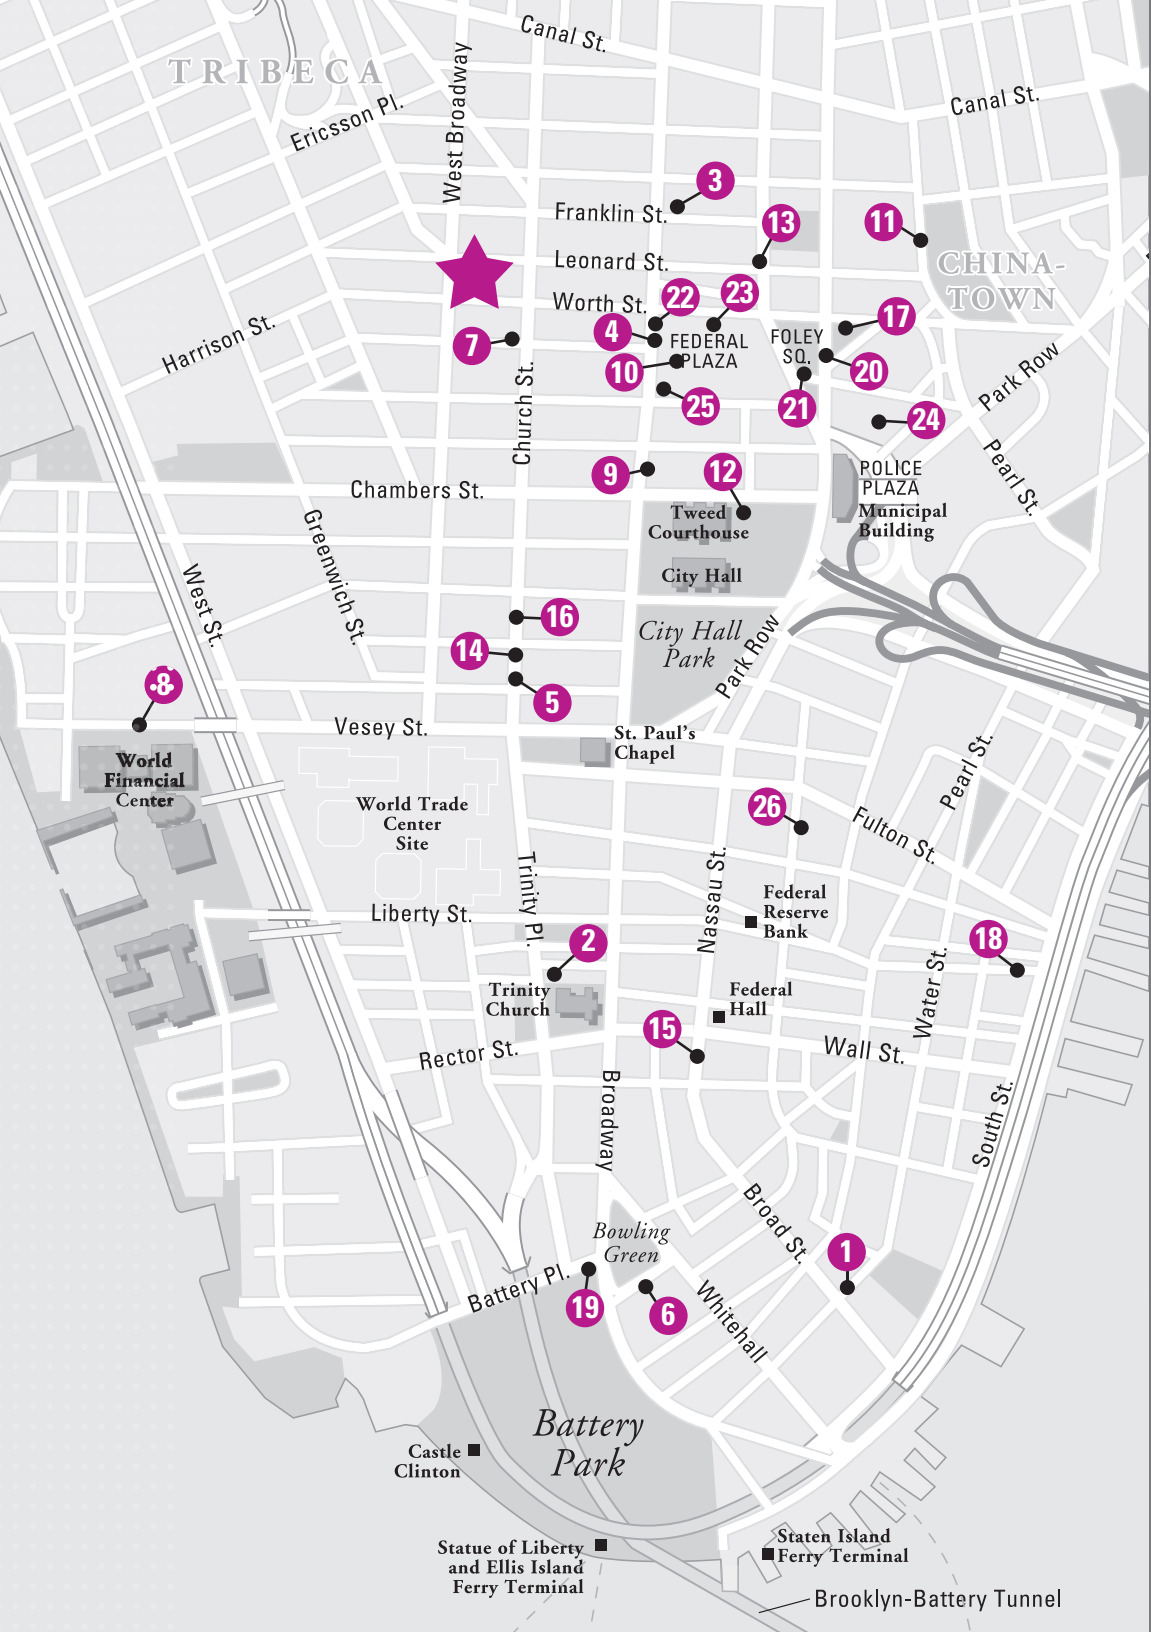 Canal St.
TRIBECA
West Broadway
Canal St.
Ericsson Pl.
3
Franklin St.
13
11
Leonard St.
CHINA-
TOWN
Worth St.
22
23
17
4
7
FEDERAL
PLAZA
FOLEY
SQ.
Harrison St.
10
20
Park Row
Church St.
25
21
24
9
12
POLICE
PLAZA
Pearl St.
Chambers St.
Tweed
Courthouse
Municipal
Building
Greenwich St.
City Hall
West St.
16
City Hall
Park
14
Park Row
8
5
Vesey St.
St. Paul's
Chapel
World
Financial
Center
Pearl St.
World Trade
Center
Site
26
Fulton St.
Trinity Pl.
Nassau St.
Federal
Reserve
Bank
Liberty St.
2
18
Water St.
Trinity
Church
Federal
Hall
15
Rector St.
Wall St.
Broadway
South St.
Broad St.
Bowling
Green
1
Battery Pl.
19
6
Whitehall
Battery
Park
Castle
Clinton
Statue of Liberty
and Ellis Island
Ferry Terminal
Staten Island
Ferry Terminal
Brooklyn-Battery Tunnel